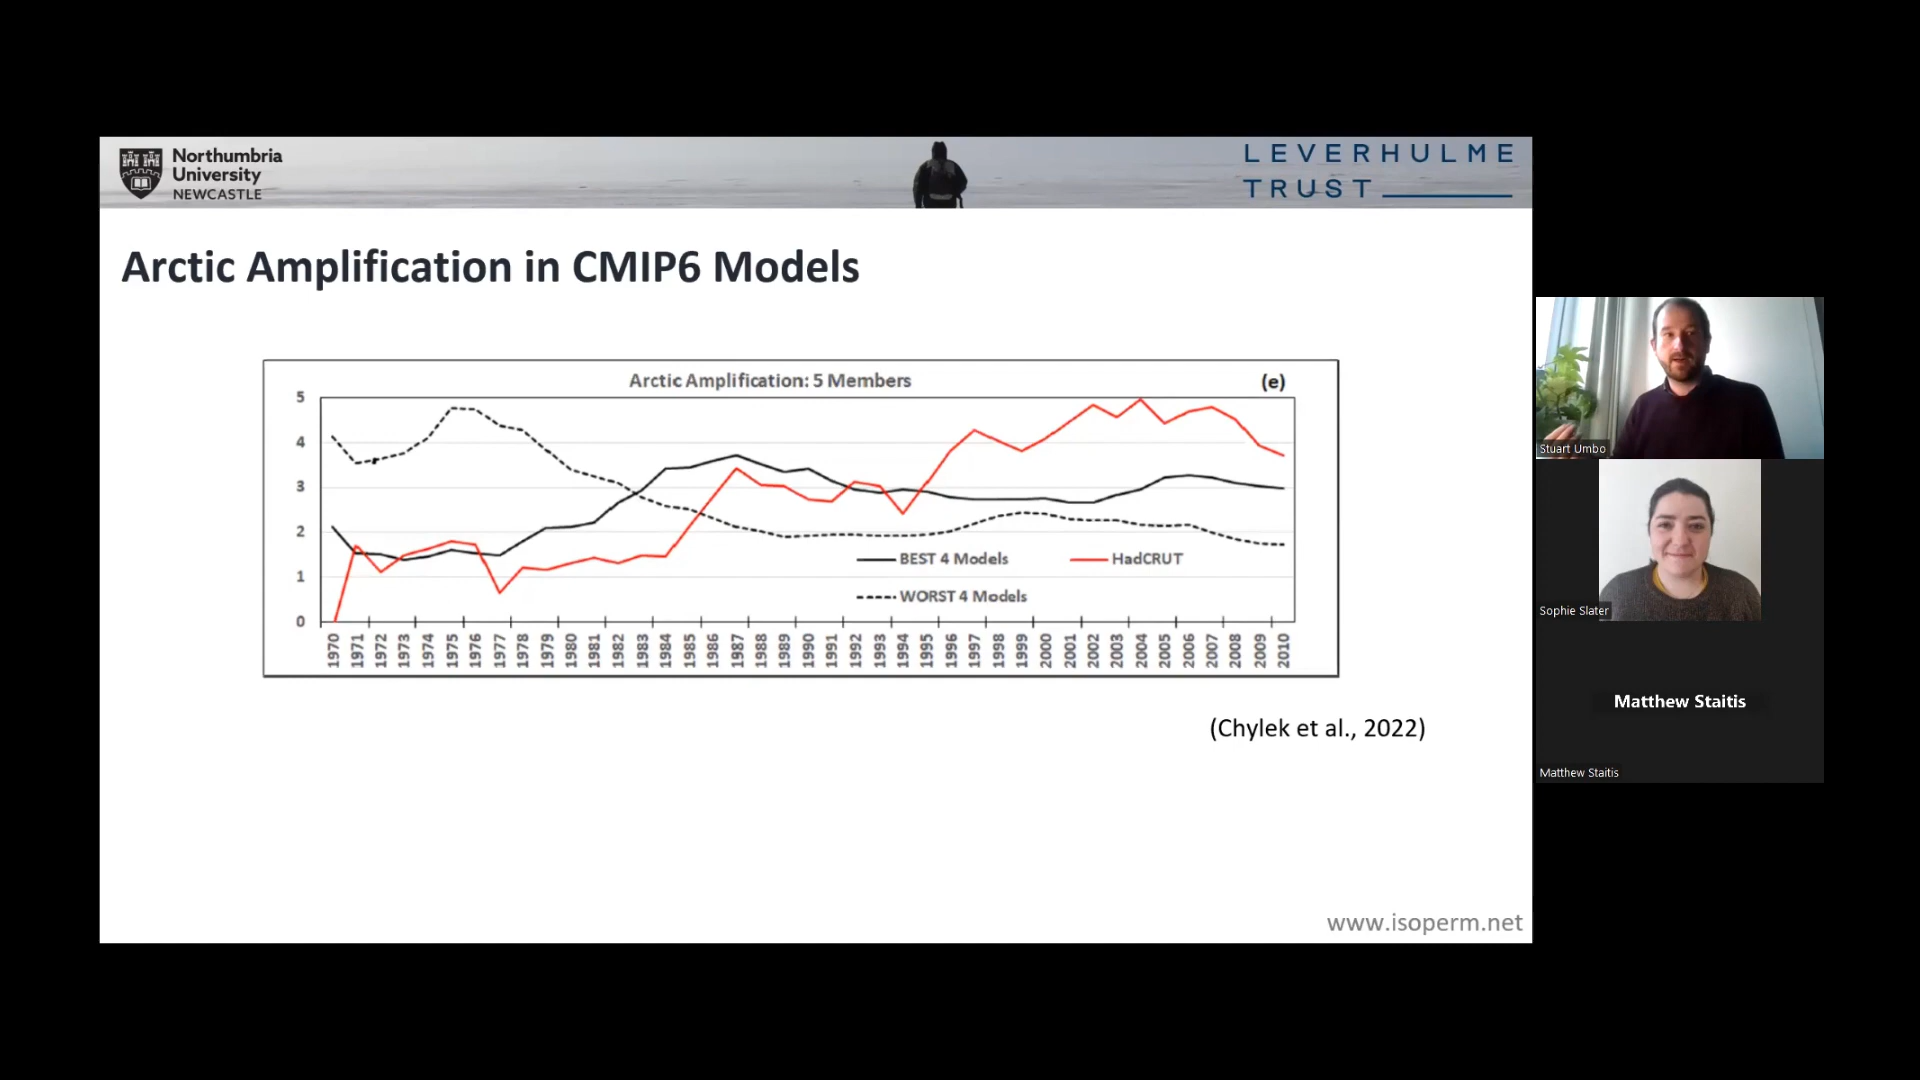 Northumbria
University
NEWCASTLE
LEVERHULME
TRUST
Arctic Amplification in CMIP6 Models
Arctic Amplification: 5 Members
(e)
5
4
3
2
1
0
BEST 4 Models
HadCRUT
WORST 4 Models
1970
1971
1972
1973
1974
1975
1976
1977
1978
1979
1980
1981
1982
1983
1984
1985
1986
1987
1988
1989
1990
1991
1992
1993
1994
1995
1996
1997
1998
1999
2000
2001
2002
2003
2004
2005
2006
2007
2008
2009
2010
(Chylek et al., 2022)
www.isoperm.net
Stuart Umbo
Sophie Slater
Matthew Staitis
Matthew Staitis